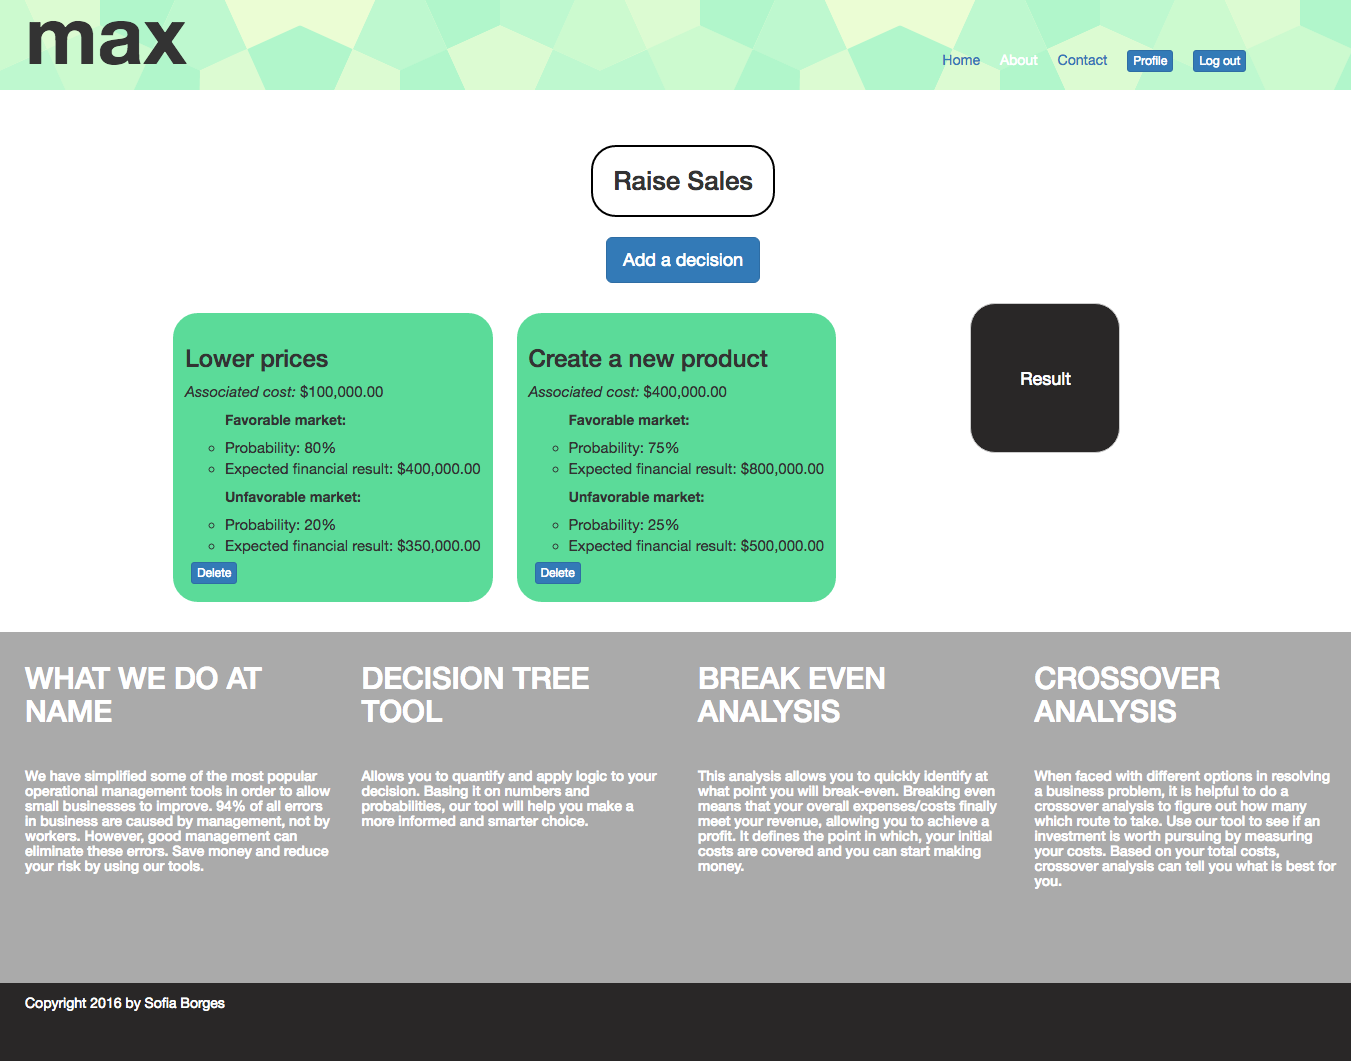 max
Home About Contact Profile Log out
Raise Sales
Add a decision
Lower prices
Associated cost: $100,000.00
Favorable market:
Probability: 80%
Expected financial result: $400,000.00
Unfavorable market:
Probability: 20%
Expected financial result: $350,000.00
Delete
Create a new product
Associated cost: $400,000.00
Favorable market:
Probability: 75%
Expected financial result: $800,000.00
Unfavorable market:
Probability: 25%
Expected financial result: $500,000.00
Delete
Result
WHAT WE DO AT
NAME
We have simplified some of the most popular
operational management tools in order to allow
small businesses to improve. 94% of all errors
in business are caused by management, not by
workers. However, good management can
eliminate these errors. Save money and reduce
your risk by using our tools.
DECISION TREE
TOOL
Allows you to quantify and apply logic to your
decision. Basing it on numbers and
probabilities, our tool will help you make a
more informed and smarter choice.
BREAK EVEN
ANALYSIS
This analysis allows you to quickly identify at
what point you will break-even. Breaking even
means that your overall expenses/costs finally
meet your revenue, allowing you to achieve a
profit. It defines the point in which, your initial
costs are covered and you can start making
money.
CROSSOVER
ANALYSIS
When faced with different options in resolving
a business problem, it is helpful to do a
crossover analysis to figure out how many
which route to take. Use our tool to see if an
investment is worth pursuing by measuring
your costs. Based on your total costs,
crossover analysis can tell you what is best for
you.
Copyright 2016 by Sofia Borges